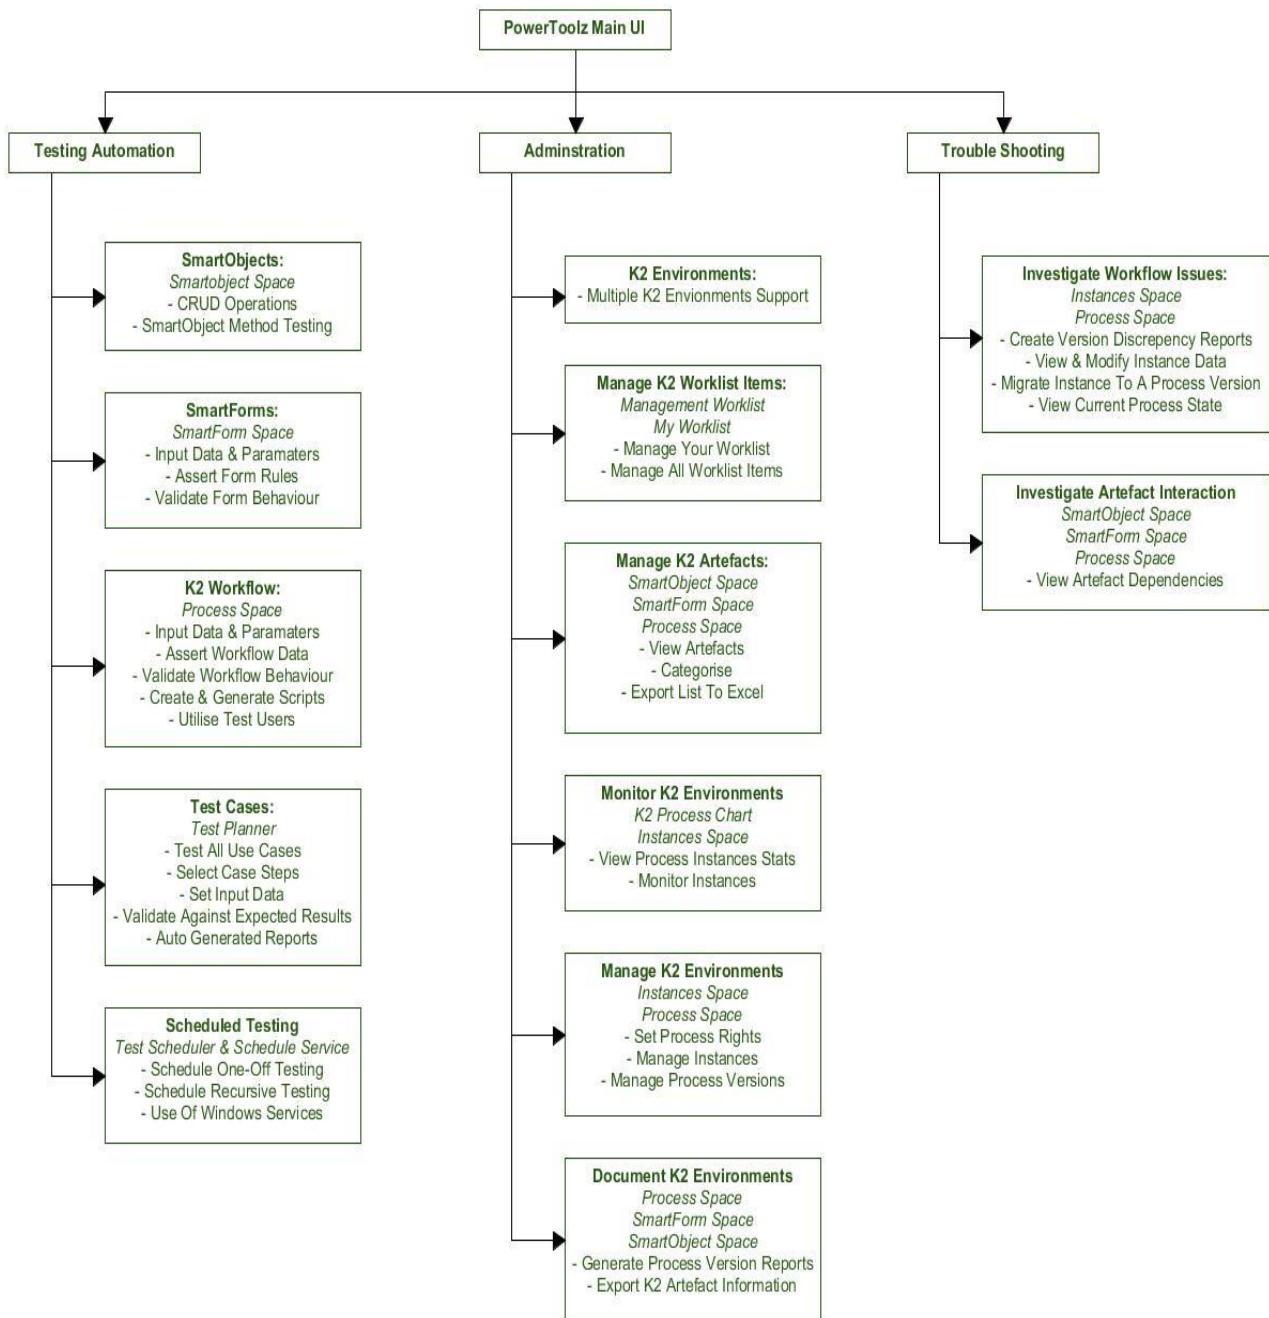 PowerToolz Main UI
Testing Automation
SmartObjects:
Smartobject Space
- CRUD Operations
- SmartObject Method Testing
SmartForms:
SmartForm Space
- Input Data & Paramaters
- Assert Form Rules
- Validate Form Behaviour
K2 Workflow:
Process Space
- Input Data & Paramaters
- Assert Workflow Data
- Validate Workflow Behaviour
- Create & Generate Scripts
- Utilise Test Users
Test Cases:
Test Planner
- Test All Use Cases
- Select Case Steps
- Set Input Data
- Validate Against Expected Results
- Auto Generated Reports
Scheduled Testing
Test Scheduler & Schedule Service
- Schedule One-Off Testing
- Schedule Recursive Testing
- Use Of Windows Services
Adminstration
K2 Environments:
- Multiple K2 Envionments Support
Manage K2 Worklist Items:
Management Worklist
My Worklist
- Manage Your Worklist
- Manage All Worklist Items
Manage K2 Artefacts:
SmartObject Space
SmartForm Space
Process Space
- View Artefacts
- Categorise
- Export List To Excel
Monitor K2 Environments
K2 Process Chart
Instances Space
- View Process Instances Stats
- Monitor Instances
Manage K2 Environments
Instances Space
Process Space
- Set Process Rights
- Manage Instances
- Manage Process Versions
Document K2 Environments
Process Space
SmartForm Space
SmartObject Space
- Generate Process Version Reports
- Export K2 Artefact Information
Trouble Shooting
Investigate Workflow Issues:
Instances Space
Process Space
- Create Version Discrepency Reports
- View & Modify Instance Data
- Migrate Instance To A Process Version
- View Current Process State
Investigate Artefact Interaction
SmartObject Space
SmartForm Space
Process Space
- View Artefact Dependencies